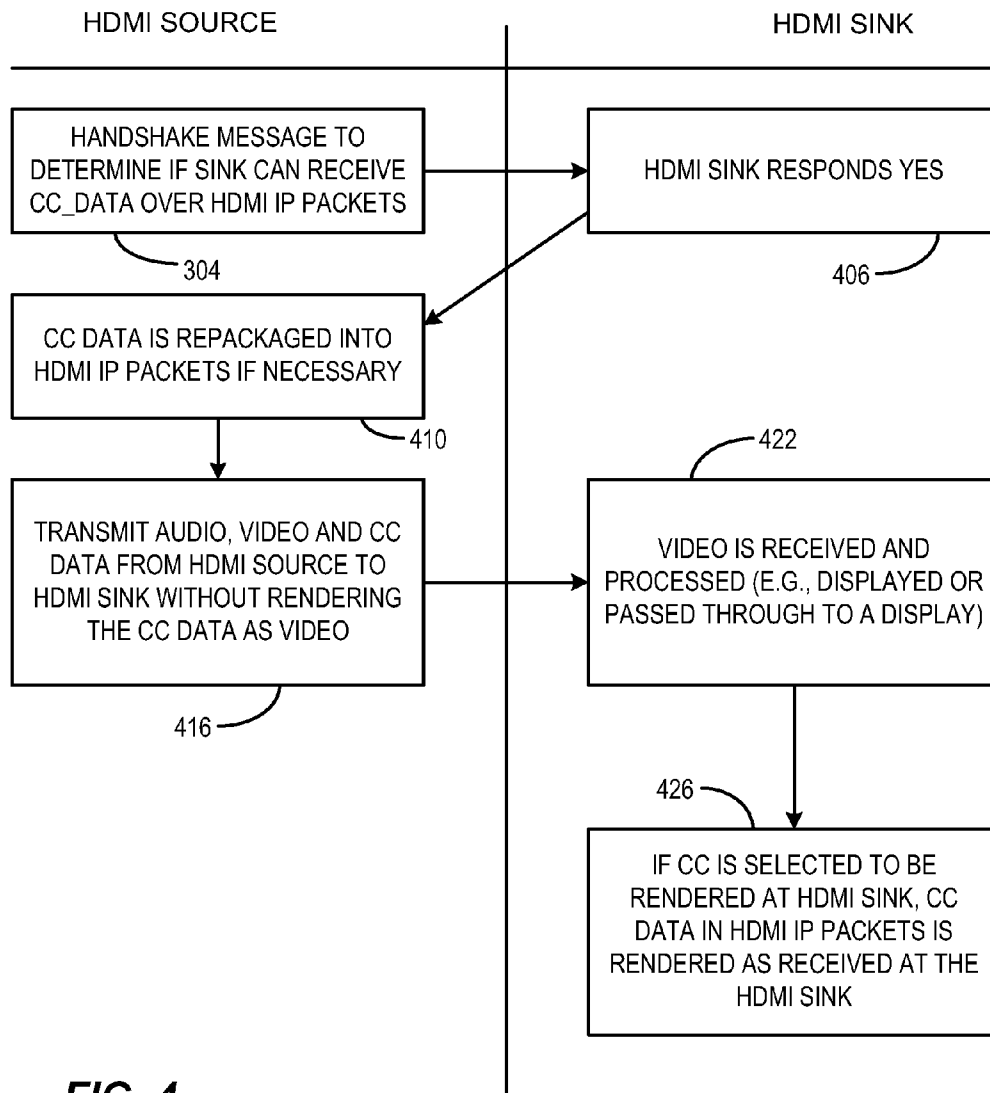 HDMI SOURCE
HDMI SINK
HANDSHAKE MESSAGE TO
DETERMINE IF SINK CAN RECEIVE
CC_DATA OVER HDMI IP PACKETS
304
HDMI SINK RESPONDS YES
406
CC DATA IS REPACKAGED INTO
HDMI IP PACKETS IF NECESSARY
410
TRANSMIT AUDIO, VIDEO AND CC
DATA FROM HDMI SOURCE TO
HDMI SINK WITHOUT RENDERING
THE CC DATA AS VIDEO
416
422
VIDEO IS RECEIVED AND
PROCESSED (E.G., DISPLAYED OR
PASSED THROUGH TO A DISPLAY)
426
IF CC IS SELECTED TO BE
RENDERED AT HDMI SINK, CC
DATA IN HDMI IP PACKETS IS
RENDERED AS RECEIVED AT THE
HDMI SINK
FIG. 4